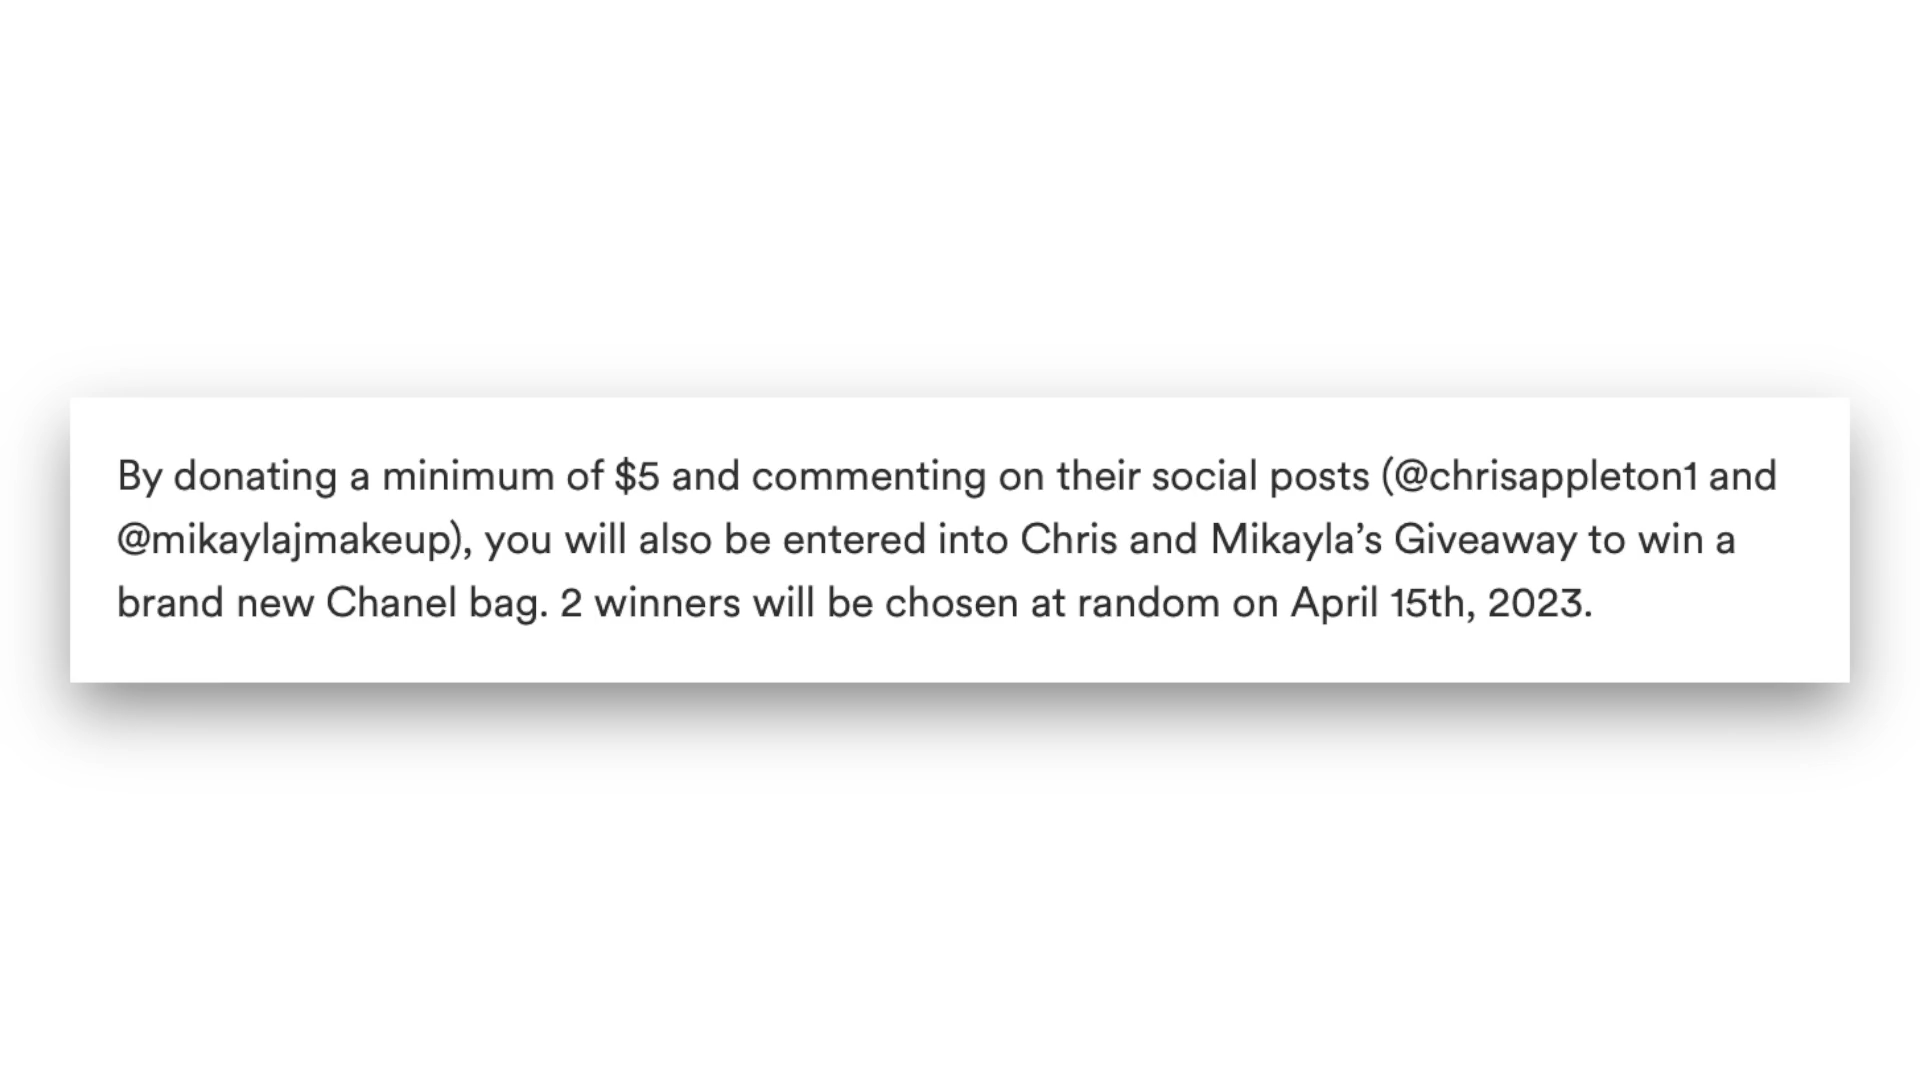 By donating a minimum of $5 and commenting on their social posts (@chrisappleton1 and
@mikaylajmakeup), you will also be entered into Chris and Mikayla’s Giveaway to win a
brand new Chanel bag. 2 winners will be chosen at random on April 15th, 2023.